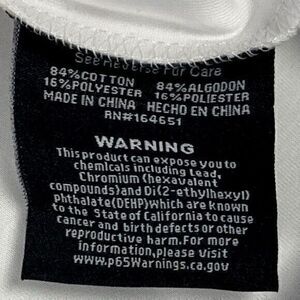 See Reverse For Care
84%COTTON 84%ALGODON
16%POLYESTER 16%POLIESTER
MADE IN CHINA HECHO EN CHINA
RN#164651
WARNING
This product can expose you to
chemicals including Lead,
Chromium (hexavalent
compounds)and Di(2-ethylhexyl)
phthalate(DEHP)which are known
to the State of California to cause
cancer and birth defects or other
reproductive harm.For more
information,please visit
www.p65Warnings.ca.gov